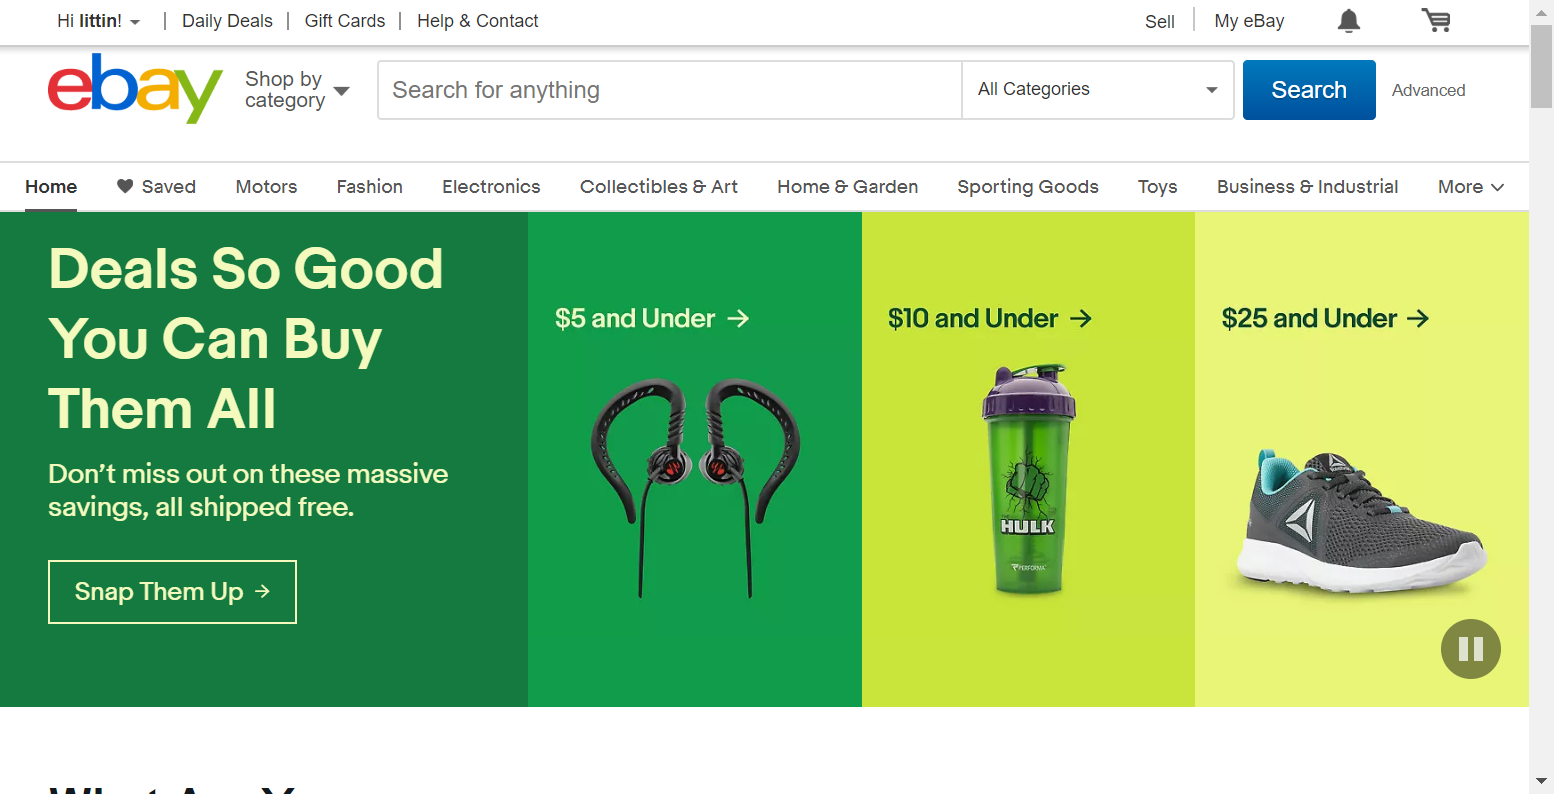 Hi littin!
Daily Deals
Gift Cards
Help & Contact
Sell
My eBay
ebay
Shop by
category
Search for anything
All Categories
Search
Advanced
Home
Saved
Motors
Fashion
Electronics
Collectibles & Art
Home & Garden
Sporting Goods
Toys
Business & Industrial
More
Deals So Good
You Can Buy
Them All
Don't miss out on these massive
savings, all shipped free.
Snap Them Up →
$5 and Under →
$10 and Under →
THE
HULK
PERFORMA
$25 and Under →
Reebok